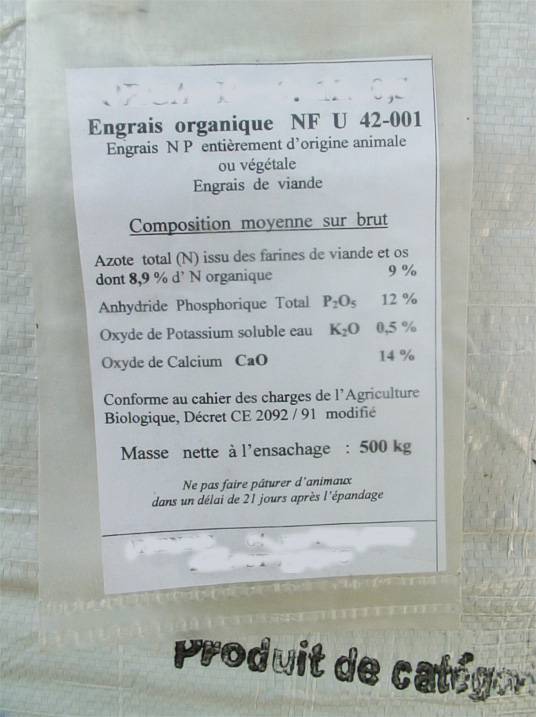 Engrais organique NF U 42-001
Engrais N P entièrement d'origine animale
ou végétale
Engrais de viande
Composition moyenne sur brut
Azote total (N) issu des farines de viande et os
dont 8,9 % d' N organique 9 %
Anhydride Phosphorique Total P₂O₅ 12 %
Oxyde de Potassium soluble eau K₂O 0,5 %
Oxyde de Calcium CaO 14 %
Conforme au cahier des charges de l'Agriculture
Biologique, Décret CE 2092 / 91 modifié
Masse nette à l'ensachage : 500 kg
Ne pas faire pâturer d'animaux
dans un délai de 21 jours après l'épandage
Produit de catégor